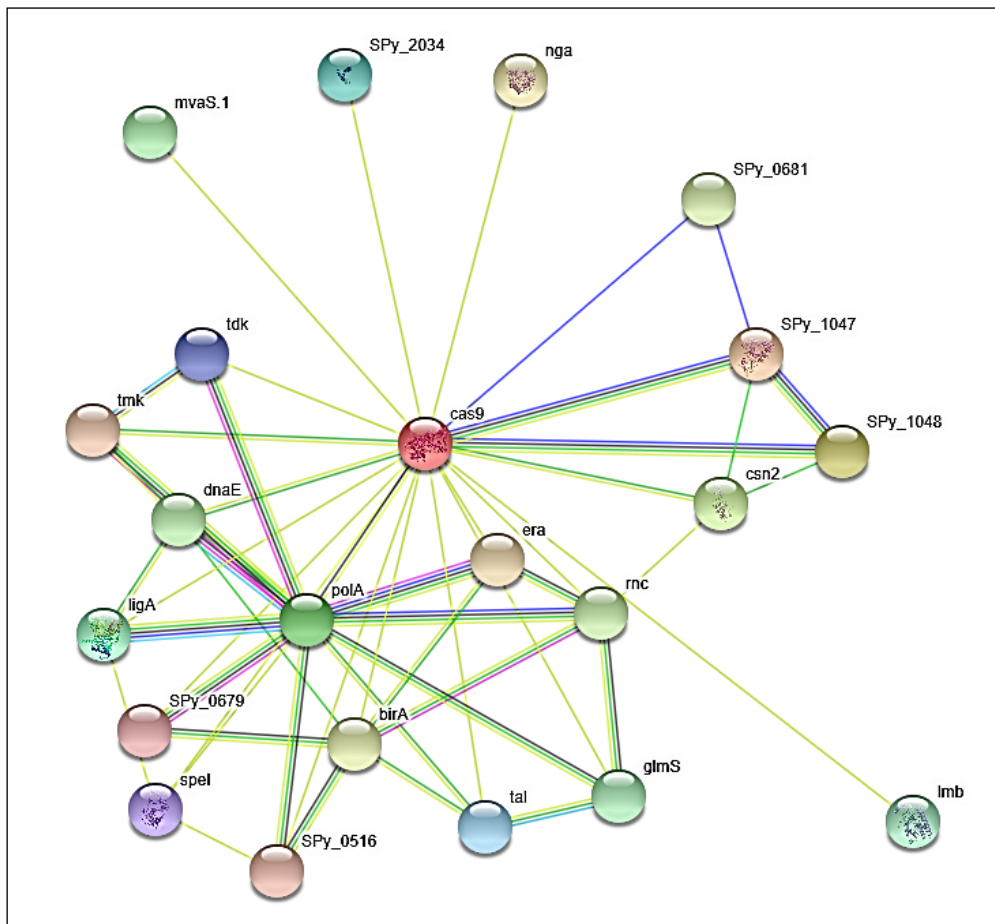 SPy_2034
nga
mvaS.1
SPy_0681
tdk
SPy_1047
tmk
cas9
SPy_1048
csn2
dnaE
era
polA
rnc
ligA
SPy_0679
birA
glmS
speI
tal
lmb
SPy_0516